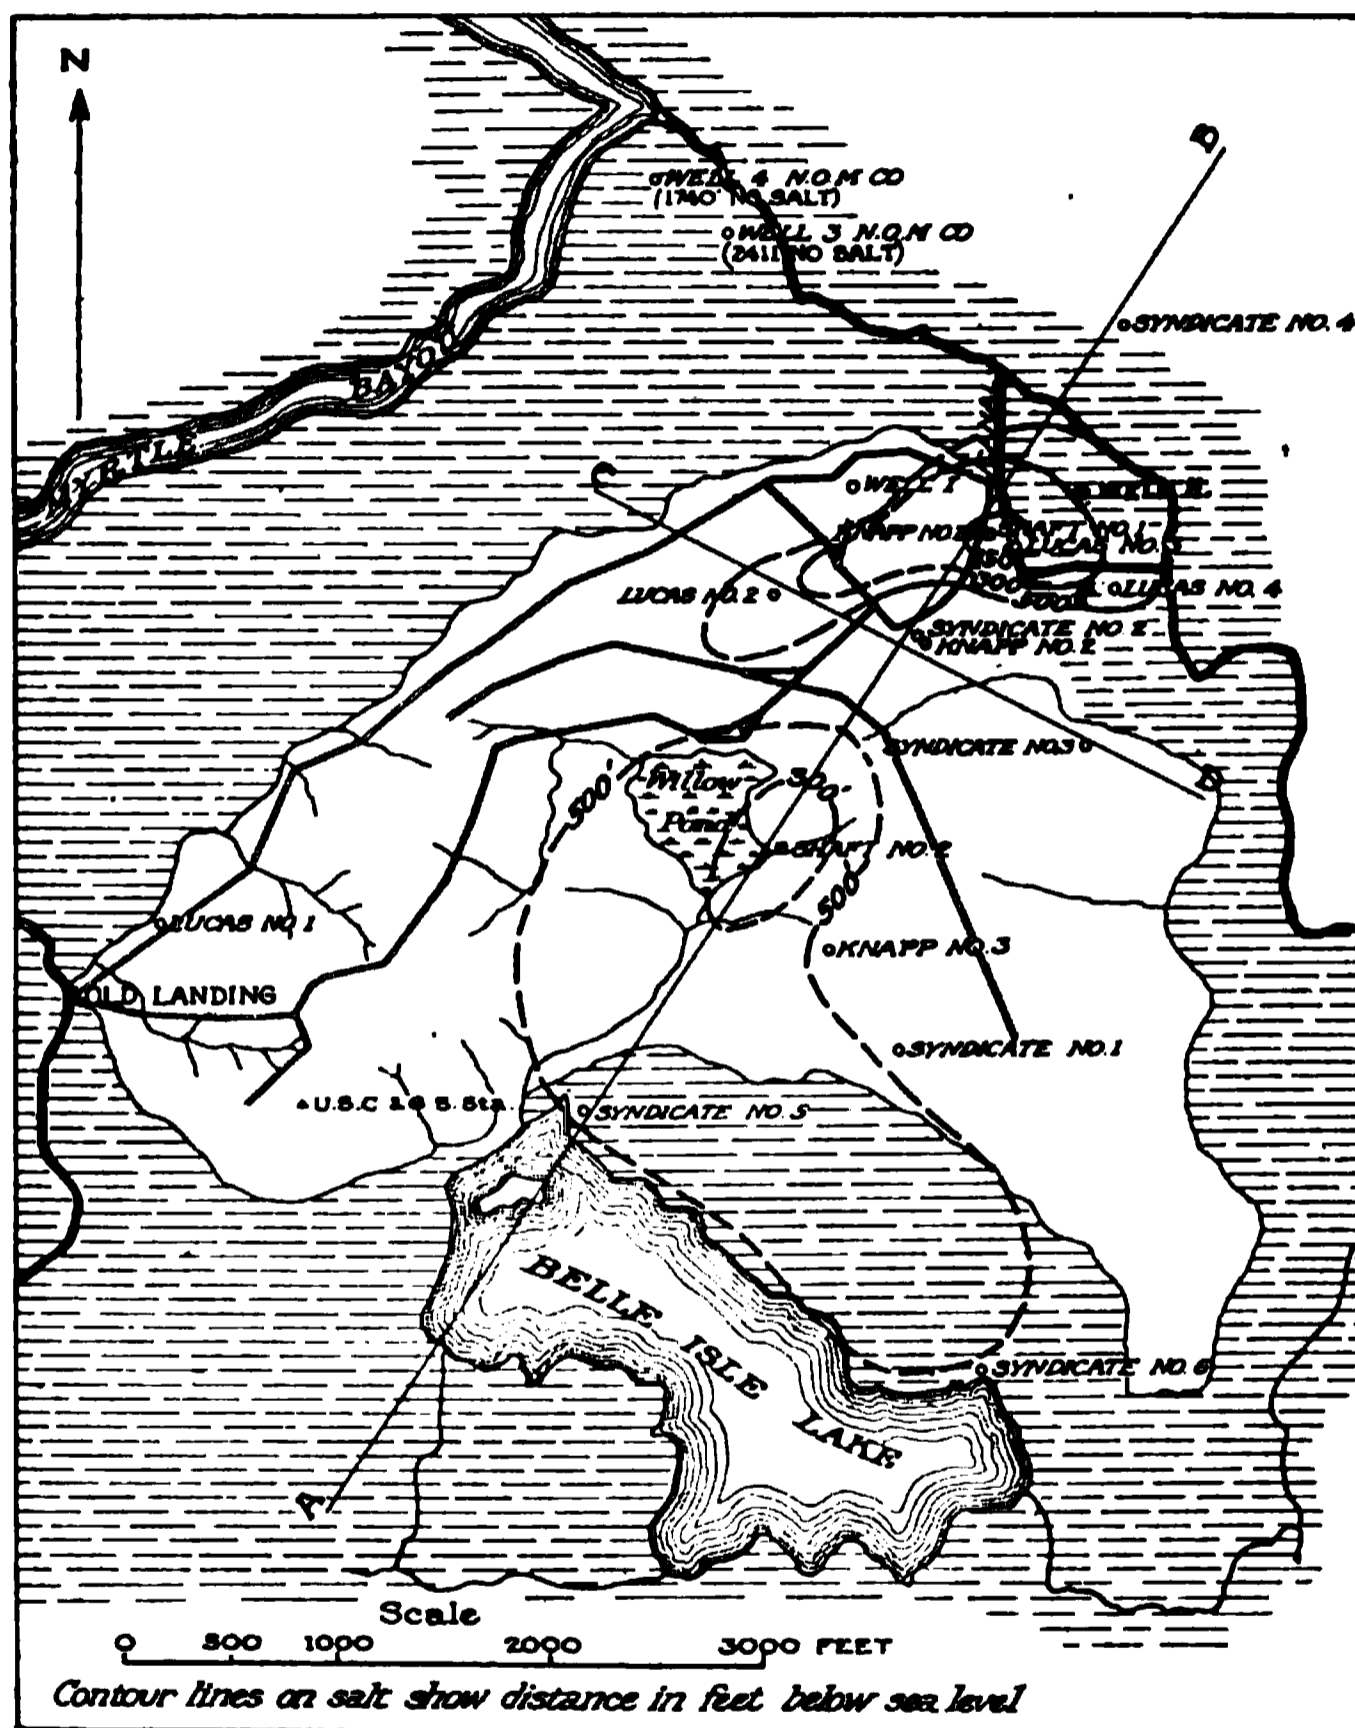 N
B
WELL 4 N.O.M CO
(1740' NO SALT)
WELL 3 N.O.M CO
(2411 NO SALT)
SYNDICATE NO. 4
MYRTLE BAYOU
C
WELL 1
SHAFT NO. 1
LUCAS NO. 3
LUCAS NO. 2
LUCAS NO. 4
SYNDICATE NO. 2
KNAPP NO. 2
SYNDICATE NO. 3
D
500'
Willow
Pond
300'
SHAFT NO. 2
500'
LUCAS NO. 1
KNAPP NO. 3
OLD LANDING
SYNDICATE NO. 1
U.S.C & G S. Sta.
SYNDICATE NO. 5
BELLE ISLE LAKE
SYNDICATE NO. 6
A
Scale
0 500 1000 2000 3000 FEET
Contour lines on salt show distance in feet below sea level